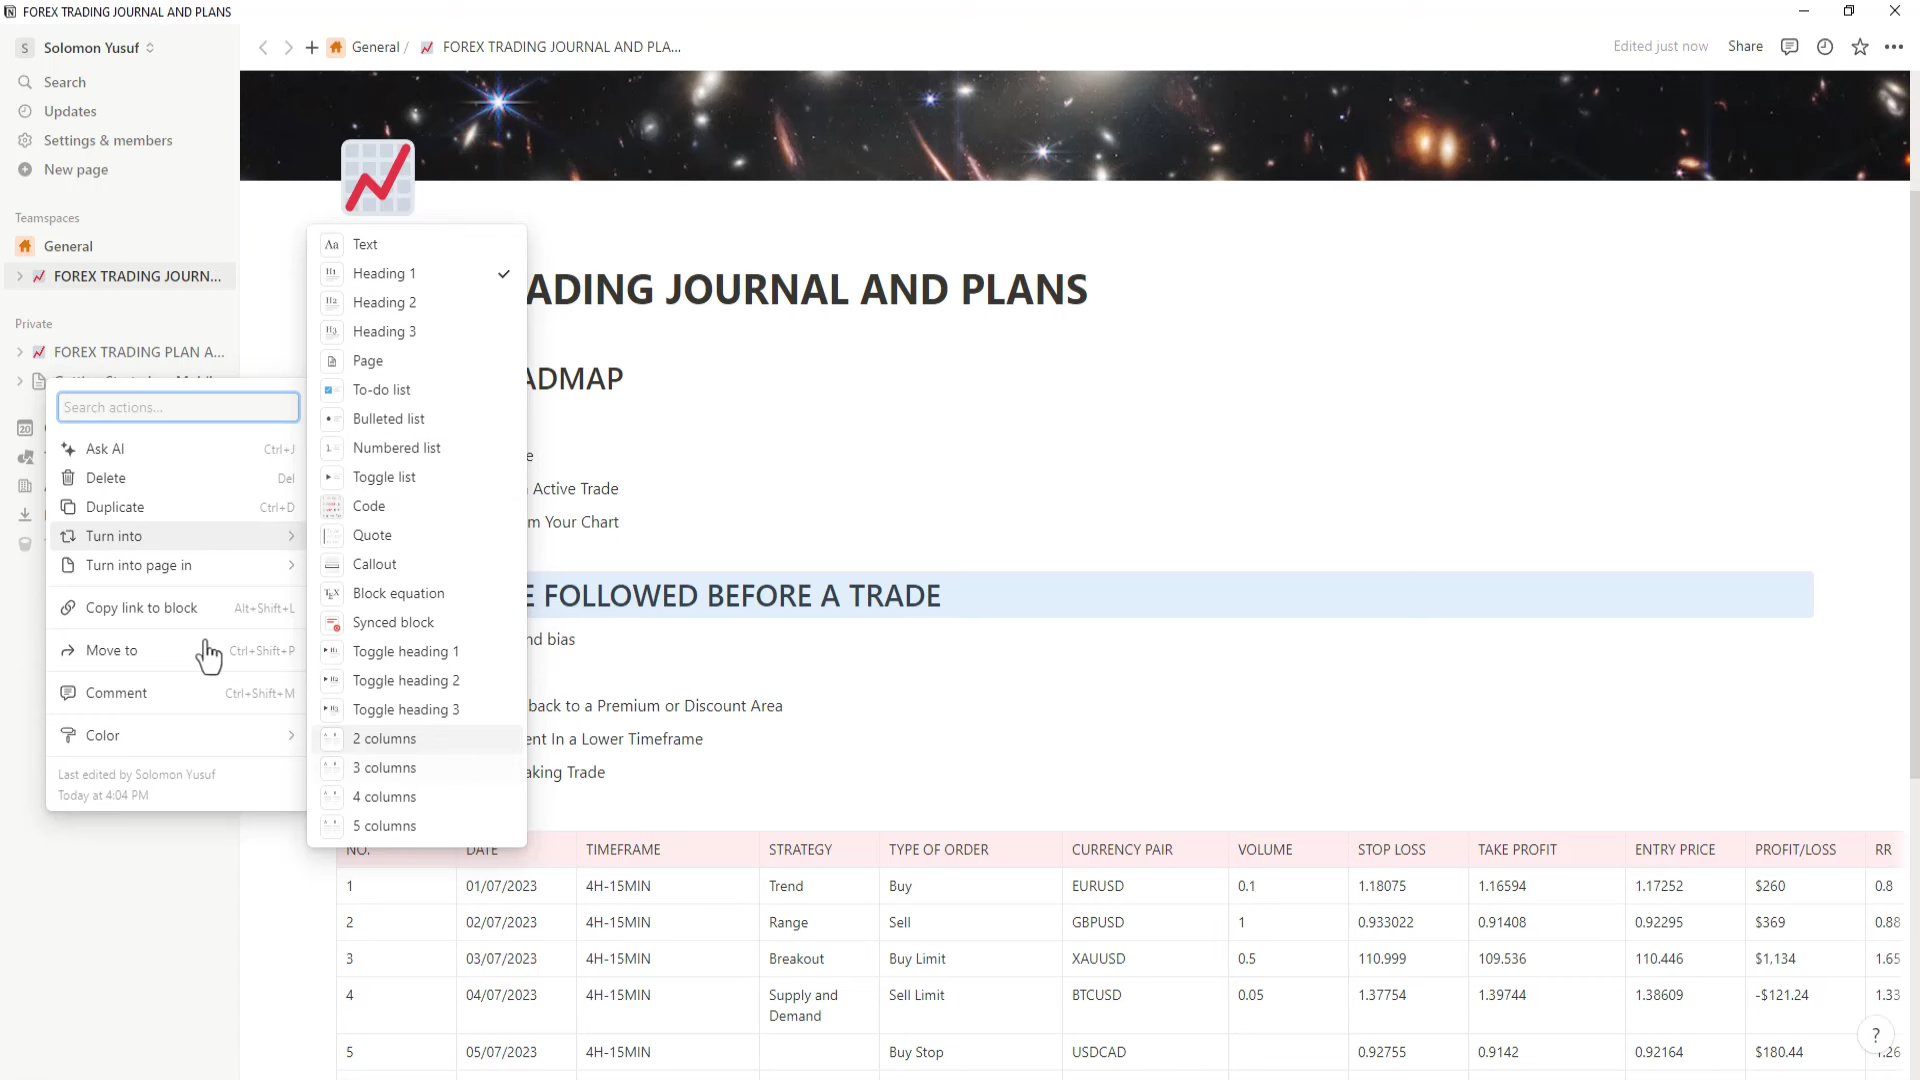 FOREX TRADING JOURNAL AND PLANS
S Solomon Yusuf
General / FOREX TRADING JOURNAL AND PLA...
Edited just now Share
Search
Updates
Settings & members
New page
Teamspaces
General
FOREX TRADING JOURN...
Private
FOREX TRADING PLAN A...
Search actions...
Ask AI Ctrl+J
Delete Del
Duplicate Ctrl+D
Turn into
Turn into page in
Copy link to block Alt+Shift+L
Move to Ctrl+Shift+P
Comment Ctrl+Shift+M
Color
Last edited by Solomon Yusuf
Today at 4:04 PM
Text
Heading 1
Heading 2
Heading 3
Page
To-do list
Bulleted list
Numbered list
Toggle list
Code
Quote
Callout
Block equation
Synced block
Toggle heading 1
Toggle heading 2
Toggle heading 3
2 columns
3 columns
4 columns
5 columns
ADING JOURNAL AND PLANS
ADMAP
e
Active Trade
m Your Chart
E FOLLOWED BEFORE A TRADE
nd bias
back to a Premium or Discount Area
ent In a Lower Timeframe
aking Trade
NO. DATE TIMEFRAME STRATEGY TYPE OF ORDER CURRENCY PAIR VOLUME STOP LOSS TAKE PROFIT ENTRY PRICE PROFIT/LOSS RR
1 01/07/2023 4H-15MIN Trend Buy EURUSD 0.1 1.18075 1.16594 1.17252 $260 0.8
2 02/07/2023 4H-15MIN Range Sell GBPUSD 1 0.933022 0.91408 0.92295 $369 0.88
3 03/07/2023 4H-15MIN Breakout Buy Limit XAUUSD 0.5 110.999 109.536 110.446 $1,134 1.65
4 04/07/2023 4H-15MIN Supply and Sell Limit BTCUSD 0.05 1.37754 1.39744 1.38609 -$121.24 1.33
Demand
5 05/07/2023 4H-15MIN Buy Stop USDCAD 0.92755 0.9142 0.92164 $180.44 1.26
?